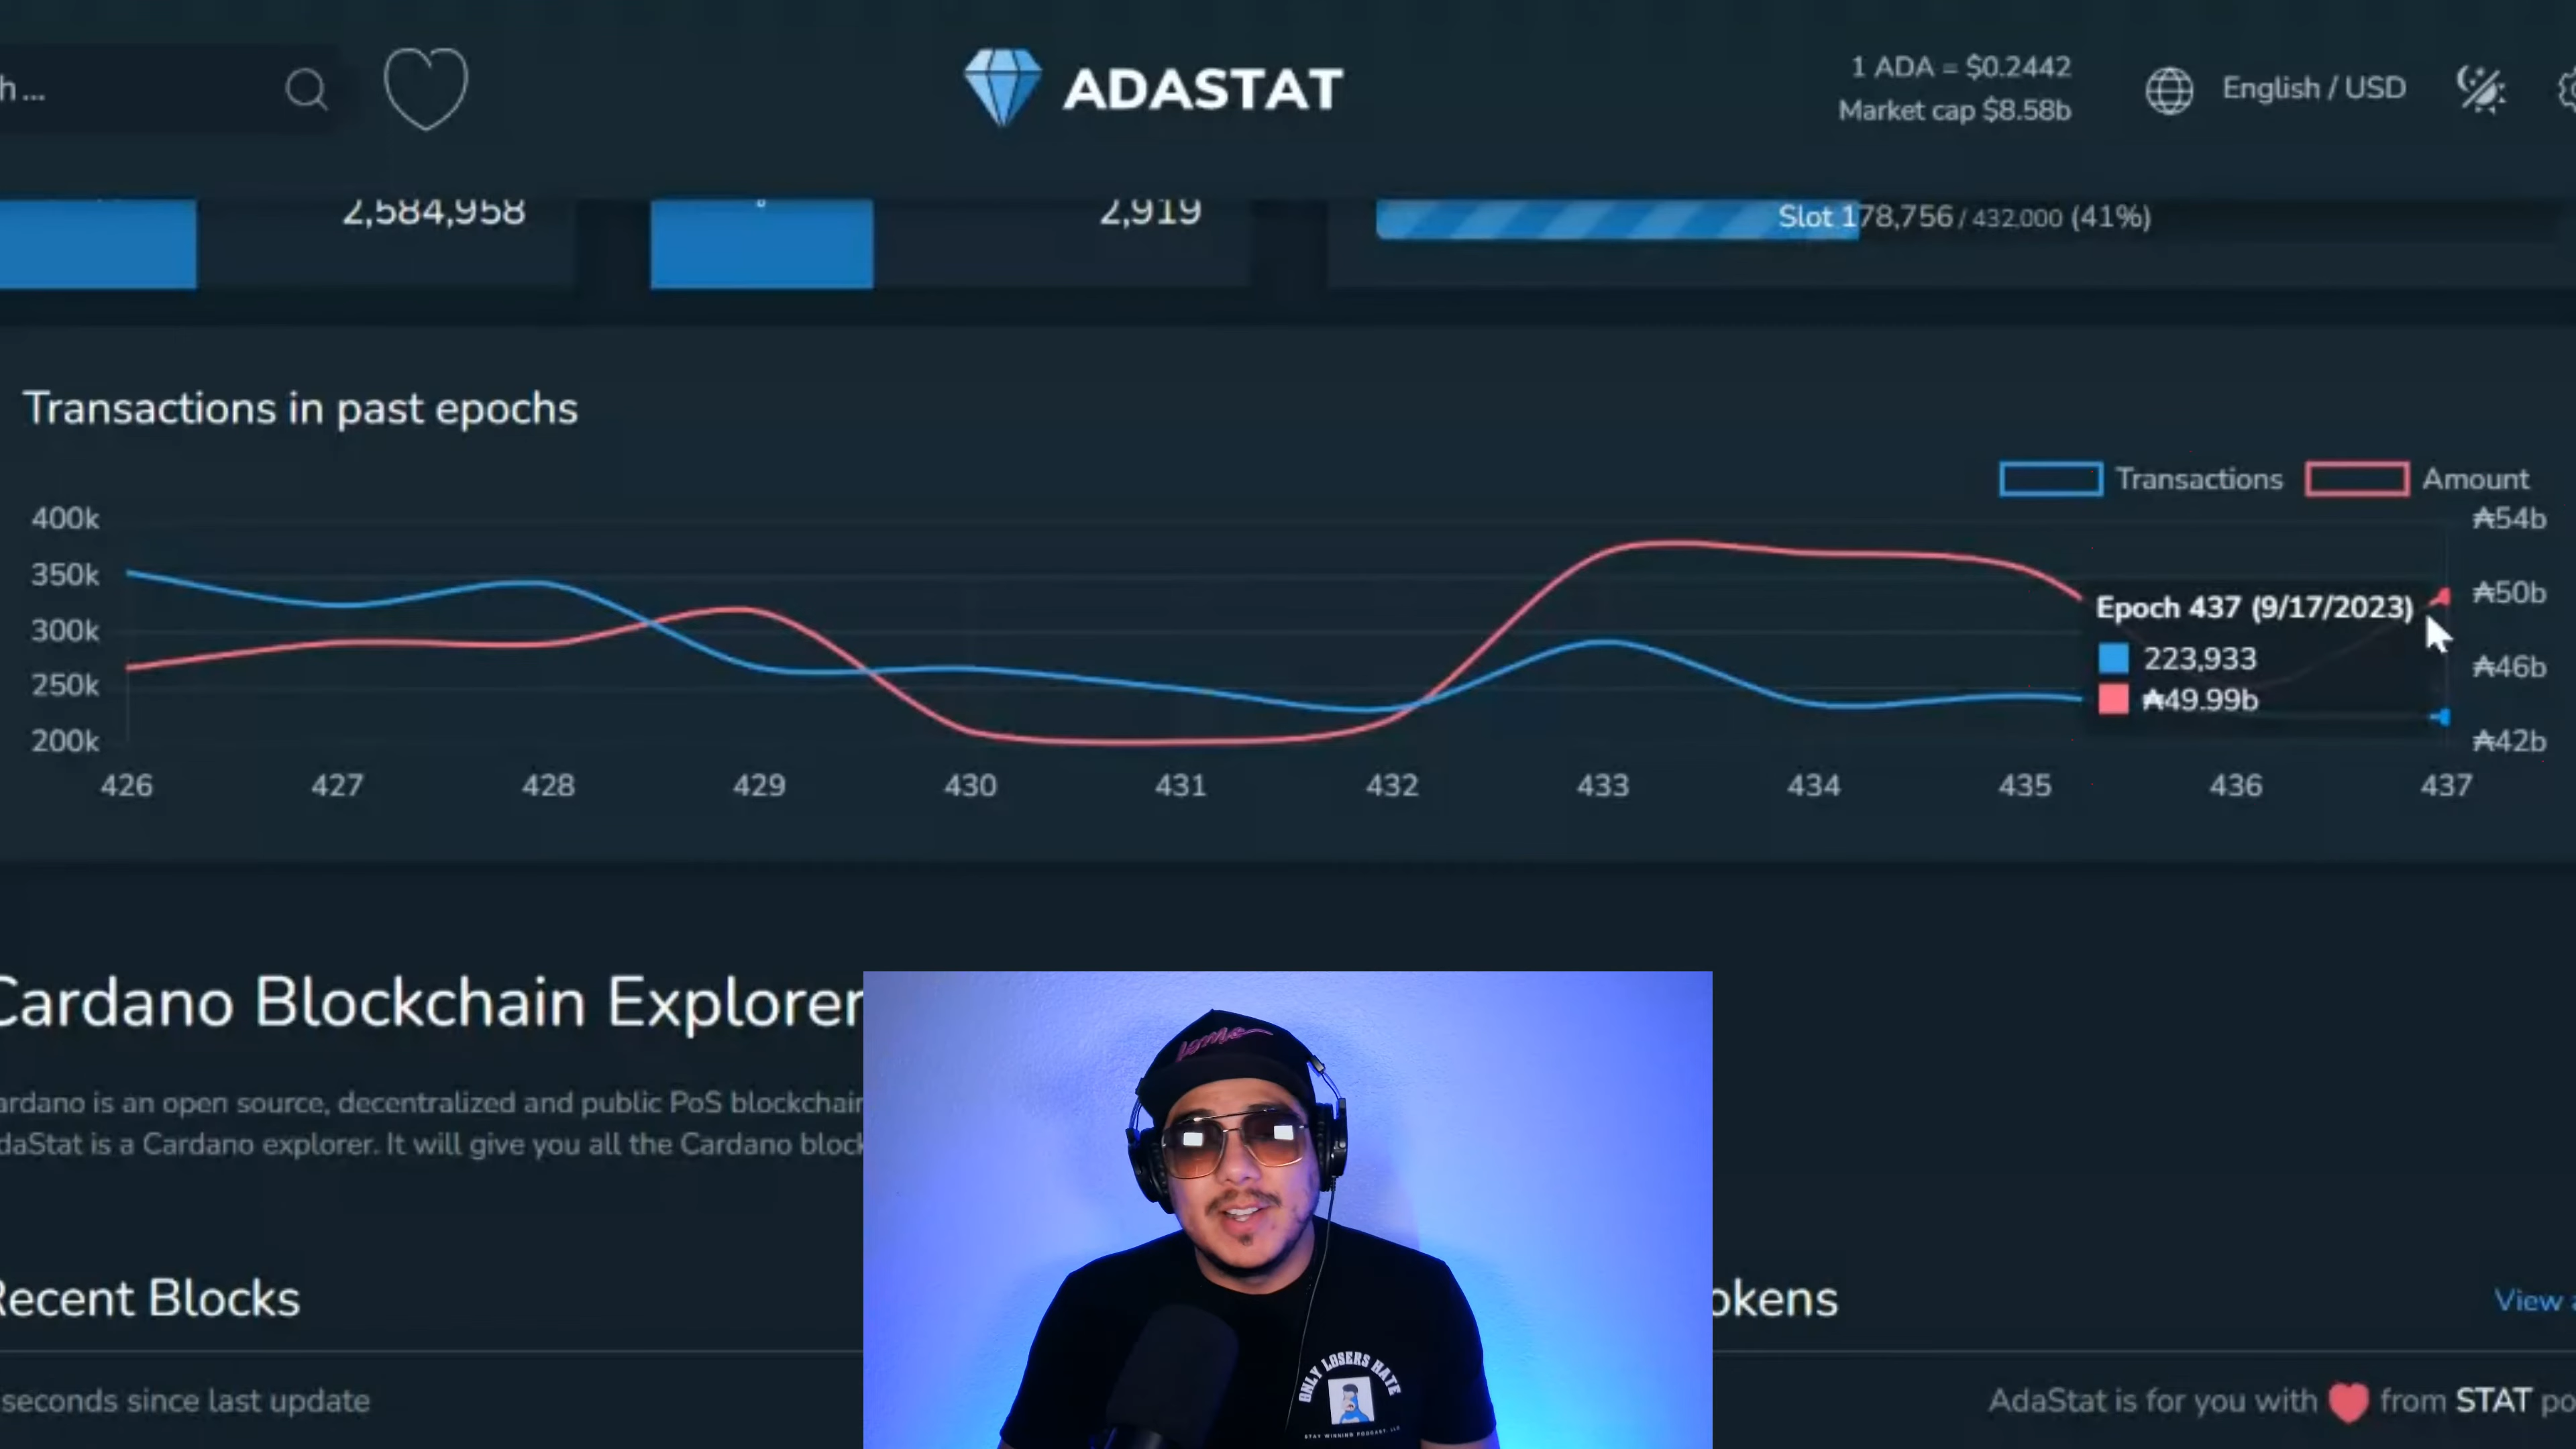 h ...
ADASTAT
1 ADA = $0.2442
Market cap $8.58b
English / USD
2,584,958
2,919
Slot 178,756 / 432,000 (41%)
Transactions in past epochs
Transactions
Amount
400k
350k
300k
250k
200k
₳54b
₳50b
₳46b
₳42b
Epoch 437 (9/17/2023)
223,933
₳49.99b
426 427 428 429 430 431 432 433 434 435 436 437
Cardano Blockchain Explorer
ardano is an open source, decentralized and public PoS blockchain
daStat is a Cardano explorer. It will give you all the Cardano block
Recent Blocks
okens
View
seconds since last update
AdaStat is for you with ❤ from STAT po
ONLY LOSERS HATE
STAY WINNING PODCAST, LLC